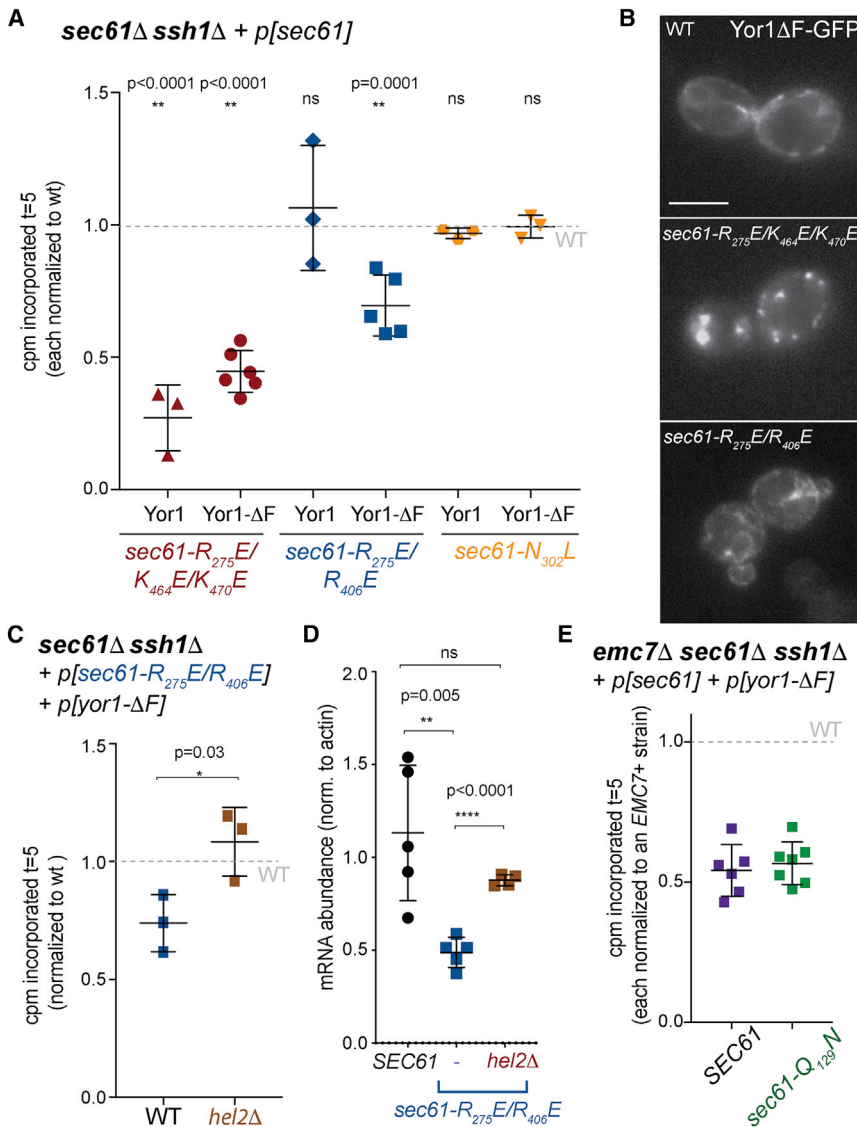 A
sec61Δ ssh1Δ + p[sec61]
p<0.0001 p<0.0001 ns p=0.0001 ns ns
** ** **
1.5
1.0
0.5
0.0
WT
cpm incorporated t=5
(each normalized to wt)
Yor1 Yor1-ΔF Yor1 Yor1-ΔF Yor1 Yor1-ΔF
sec61-R275E/
K464E/K470E
sec61-R275E/
R406E
sec61-N302L
B
WT Yor1ΔF-GFP
sec61-R275E/K464E/K470E
sec61-R275E/R406E
C
sec61Δ ssh1Δ
+ p[sec61-R275E/R406E]
+ p[yor1-ΔF]
p=0.03
*
1.5
1.0
0.5
0.0
WT
cpm incorporated t=5
(normalized to wt)
WT hel2Δ
D
ns
p=0.005
**
p<0.0001
****
2.0
1.5
1.0
0.5
0.0
mRNA abundance (norm. to actin)
SEC61 - hel2Δ
sec61-R275E/R406E
E
emc7Δ sec61Δ ssh1Δ
+ p[sec61] + p[yor1-ΔF]
WT
1.0
0.5
0.0
cpm incorporated t=5
(each normalized to an EMC7+ strain)
SEC61
sec61-Q129N